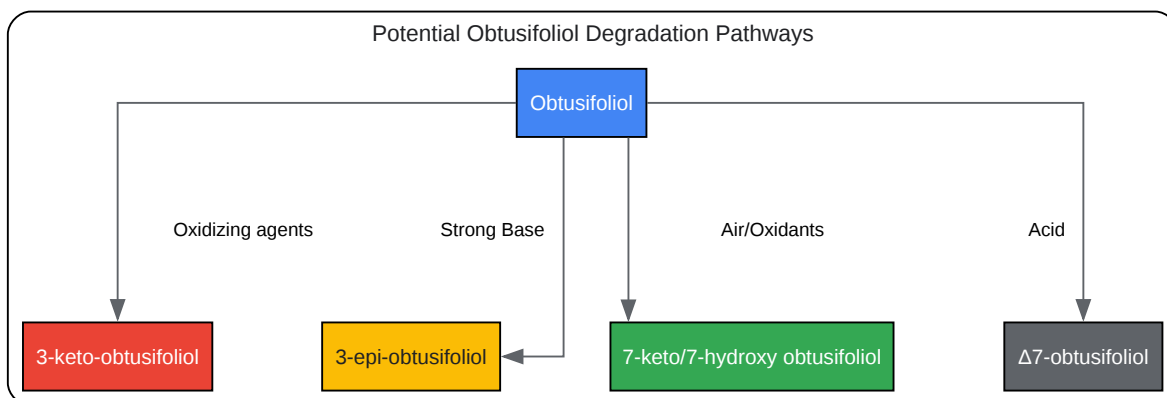 Potential Obtusifoliol Degradation Pathways
Obtusifoliol
Oxidizing agents
Strong Base
Air/Oxidants
Acid
3-keto-obtusifoliol
3-epi-obtusifoliol
7-keto/7-hydroxy obtusifoliol
Δ7-obtusifoliol